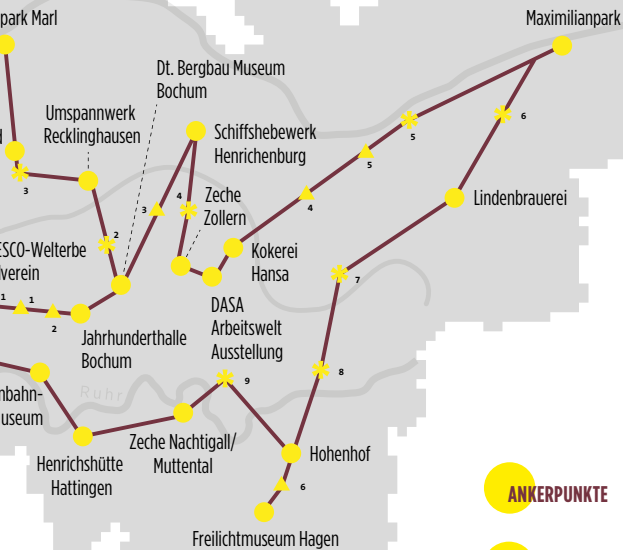 park Marl
Maximilianpark
Dt. Bergbau Museum
Bochum
6
Umspannwerk
Recklinghausen
5
Schiffshebewerk
Henrichenburg
5
3
4
Zeche
Zollern
4
Lindenbrauerei
3
2
ESCO-Welterbe
lverein
Kokerei
Hansa
7
1
1
2
DASA
Arbeitswelt
Ausstellung
Jahrhunderthalle
Bochum
8
9
nbahn-
useum
Ruhr
Zeche Nachtigall/
Muttental
Hohenhof
Henrichshütte
Hattingen
6
ANKERPUNKTE
Freilichtmuseum Hagen